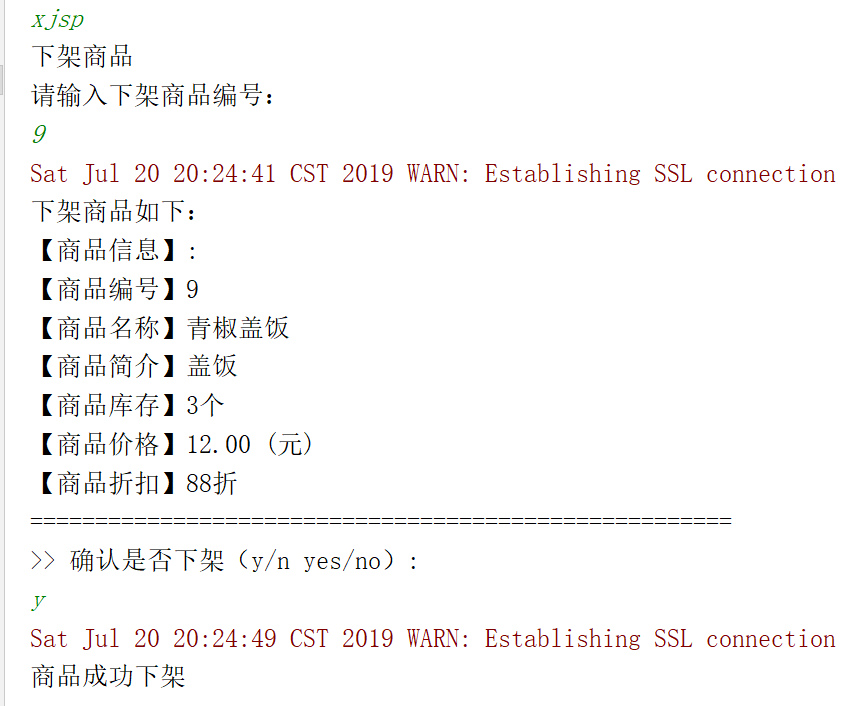 xjsp
下架商品
请输入下架商品编号：
9
Sat Jul 20 20:24:41 CST 2019 WARN: Establishing SSL connection
下架商品如下：
【商品信息】：
【商品编号】9
【商品名称】青椒盖饭
【商品简介】盖饭
【商品库存】3个
【商品价格】12.00 (元)
【商品折扣】88折
======================================================
>> 确认是否下架（y/n yes/no）：
y
Sat Jul 20 20:24:49 CST 2019 WARN: Establishing SSL connection
商品成功下架